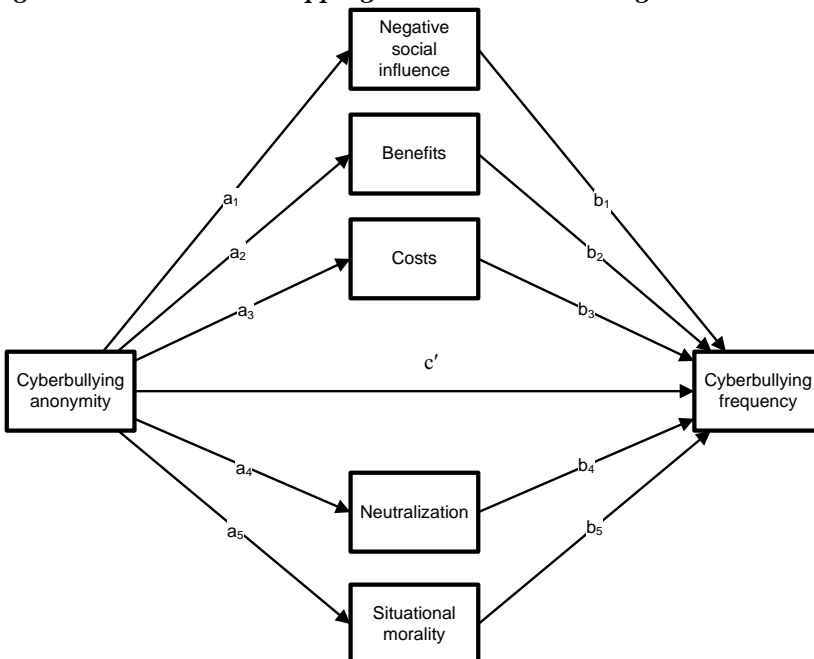 Negative
social
influence
Benefits
a₁
b₁
a₂
b₂
Costs
a₃
b₃
c′
Cyberbullying
anonymity
Cyberbullying
frequency
a₄
b₄
Neutralization
a₅
b₅
Situational
morality